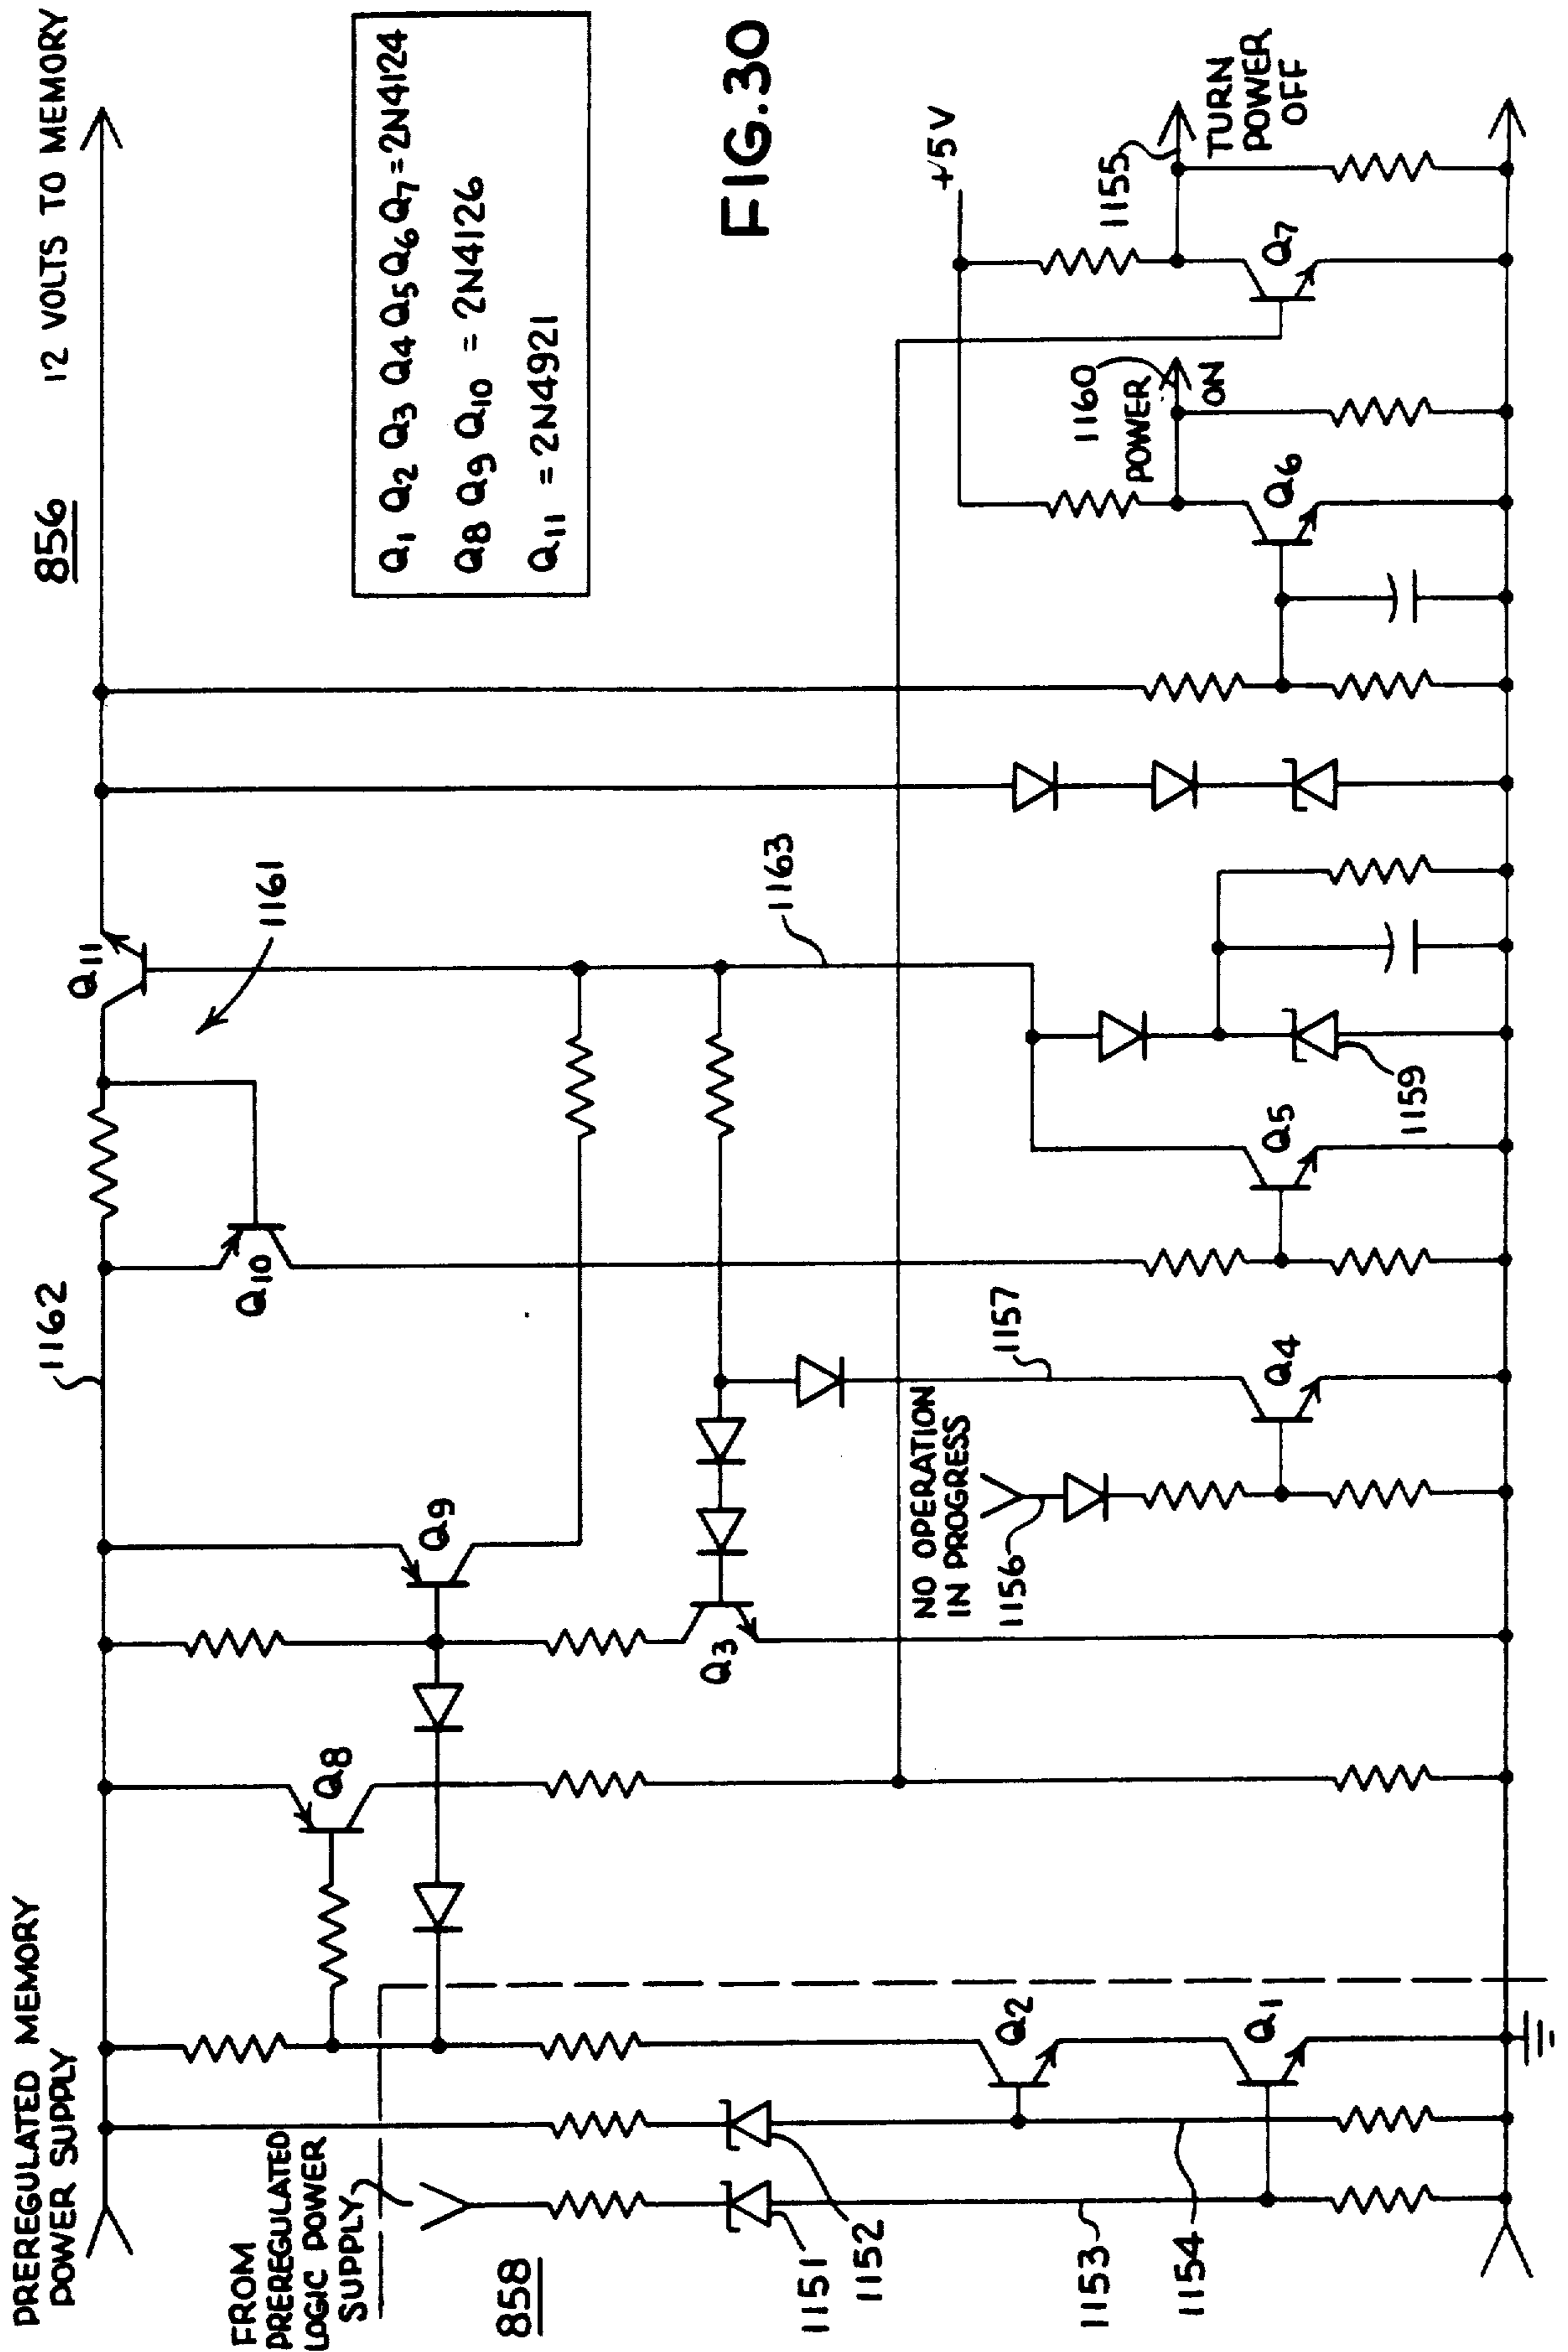 PREREGULATED MEMORY
POWER SUPPLY
1162
856
12 VOLTS TO MEMORY
Q11
1161
Q10
Q9
Q8
Q1 Q2 Q3 Q4 Q5 Q6 Q7 = 2N4124
Q8 Q9 Q10 = 2N4126
Q11 = 2N4921
FIG.30
FROM
PREREGULATED
LOGIC POWER
SUPPLY
858
1151
1152
1153
1154
Q2
Q1
Q3
NO OPERATION
IN PROGRESS
1156
1157
Q4
1163
Q5
1159
+5V
1160
POWER
ON
Q6
1155
TURN
POWER
OFF
Q7